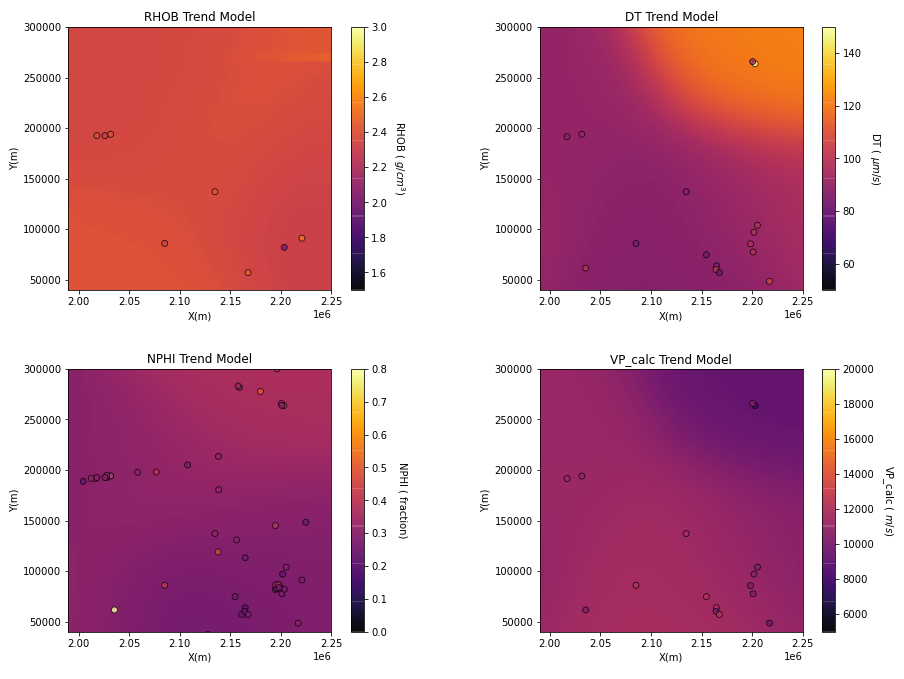 RHOB Trend Model
300000
250000
200000
150000
100000
50000
Y(m)
2.00 2.05 2.10 2.15 2.20 2.25
X(m)
1e6
3.0
2.8
2.6
2.4
2.2
2.0
1.8
1.6
RHOB ( g/cm³)
DT Trend Model
300000
250000
200000
150000
100000
50000
Y(m)
2.00 2.05 2.10 2.15 2.20 2.25
X(m)
1e6
140
120
100
80
60
DT ( μm/s)
NPHI Trend Model
300000
250000
200000
150000
100000
50000
Y(m)
2.00 2.05 2.10 2.15 2.20 2.25
X(m)
1e6
0.8
0.7
0.6
0.5
0.4
0.3
0.2
0.1
0.0
NPHI ( fraction)
VP_calc Trend Model
300000
250000
200000
150000
100000
50000
Y(m)
2.00 2.05 2.10 2.15 2.20 2.25
X(m)
1e6
20000
18000
16000
14000
12000
10000
8000
6000
VP_calc ( m/s)